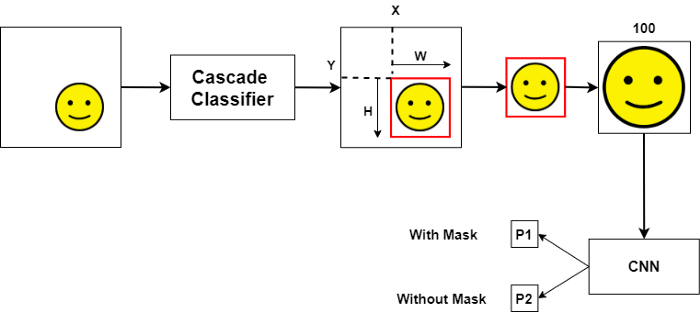 X
100
Y
W
Cascade
Classifier
H
With Mask
P1
CNN
Without Mask
P2